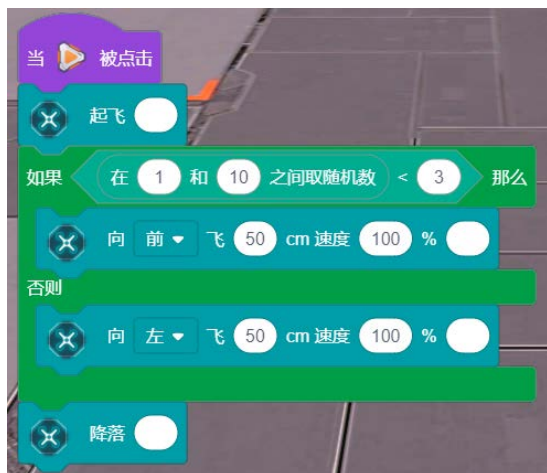 当 被点击
起飞
如果 在 1 和 10 之间取随机数 < 3 那么
向 前 飞 50 cm 速度 100 %
否则
向 左 飞 50 cm 速度 100 %
降落